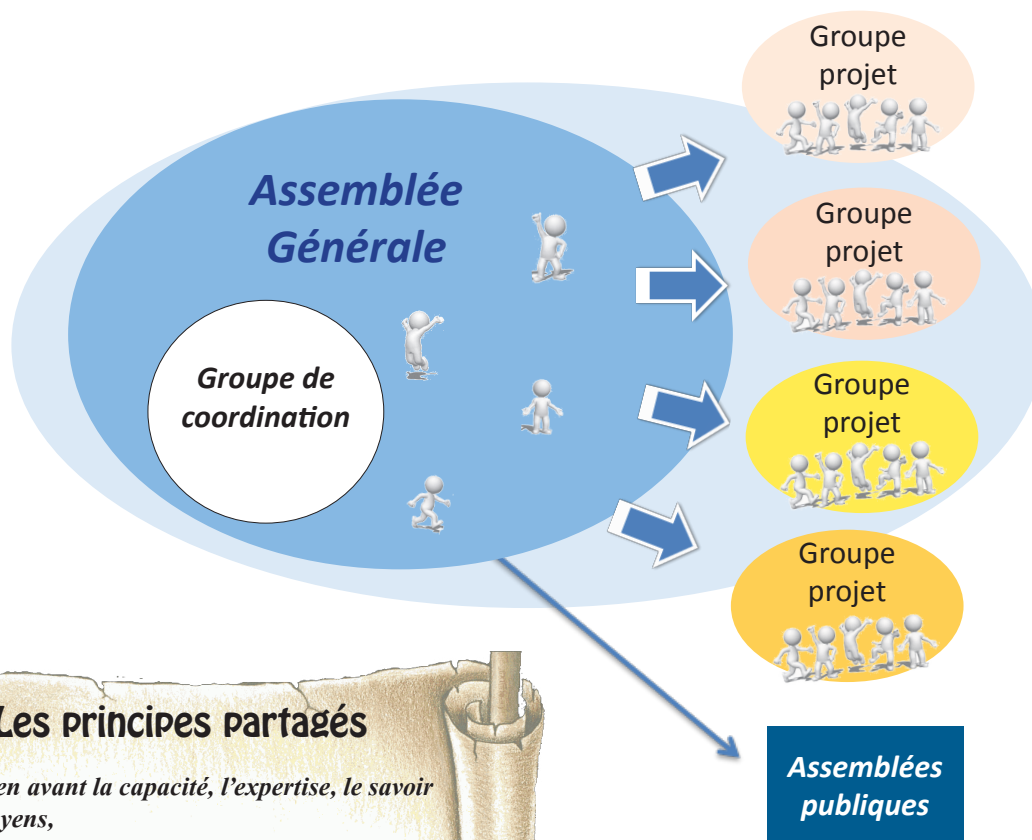 Groupe
projet
Assemblée
Générale
Groupe
projet
Groupe de
coordination
Groupe
projet
Groupe
projet
Les principes partagés
en avant la capacité, l’expertise, le savoir
yens,
Assemblées
publiques